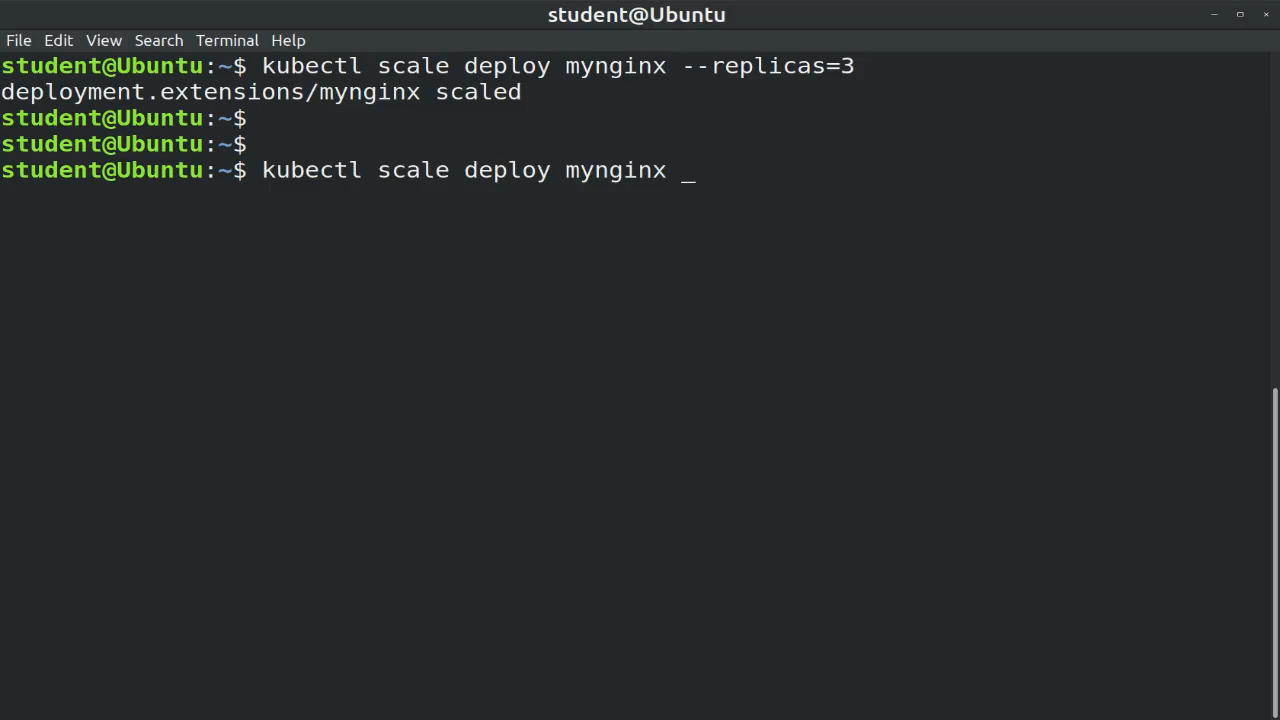 student@Ubuntu
File Edit View Search Terminal Help
student@Ubuntu:~$ kubectl scale deploy mynginx --replicas=3
deployment.extensions/mynginx scaled
student@Ubuntu:~$
student@Ubuntu:~$
student@Ubuntu:~$ kubectl scale deploy mynginx _